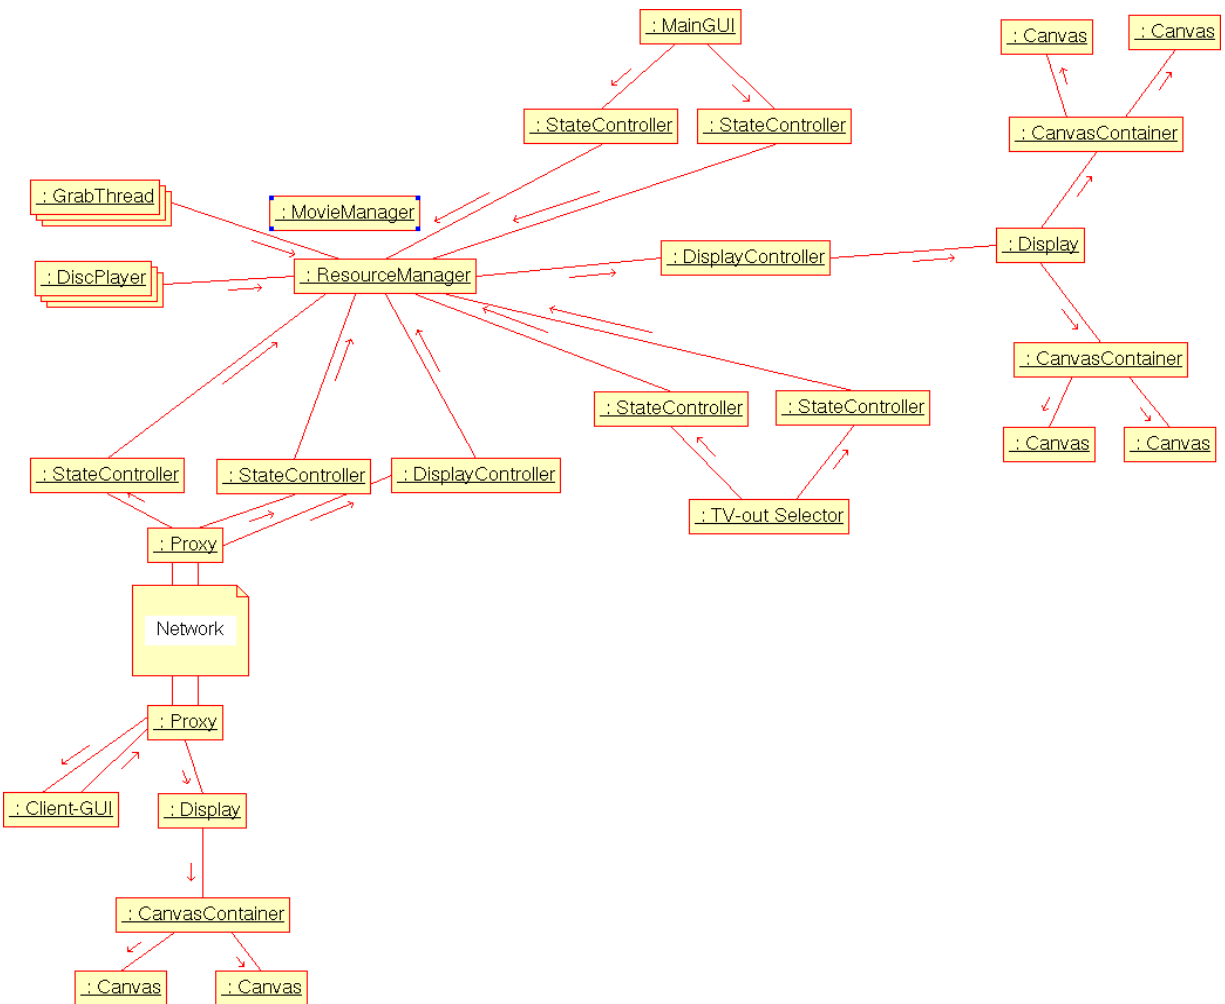 : MainGUI
: Canvas
: Canvas
: StateController
: StateController
: CanvasContainer
: GrabThread
: MovieManager
: Display
: DisplayController
: DiscPlayer
: ResourceManager
: CanvasContainer
: StateController
: StateController
: Canvas
: Canvas
: StateController
: StateController
: DisplayController
: TV-out Selector
: Proxy
Network
: Proxy
: Client-GUI
: Display
: CanvasContainer
: Canvas
: Canvas